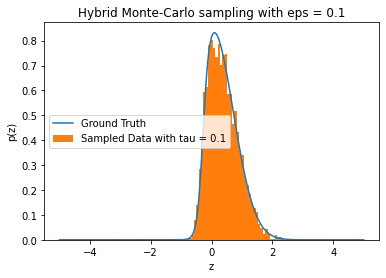 Hybrid Monte-Carlo sampling with eps = 0.1
0.8
0.7
0.6
0.5
0.4
0.3
0.2
0.1
0.0
p(z)
Ground Truth
Sampled Data with tau = 0.1
−4
−2
0
2
4
z